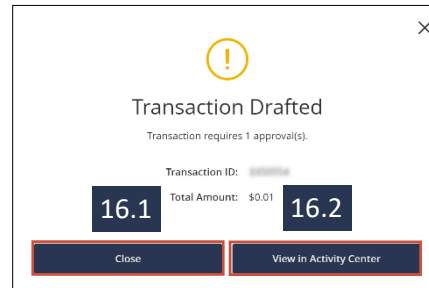 Transaction Drafted
Transaction requires 1 approval(s).
Transaction ID:
Total Amount: $0.01
16.1
16.2
Close
View in Activity Center